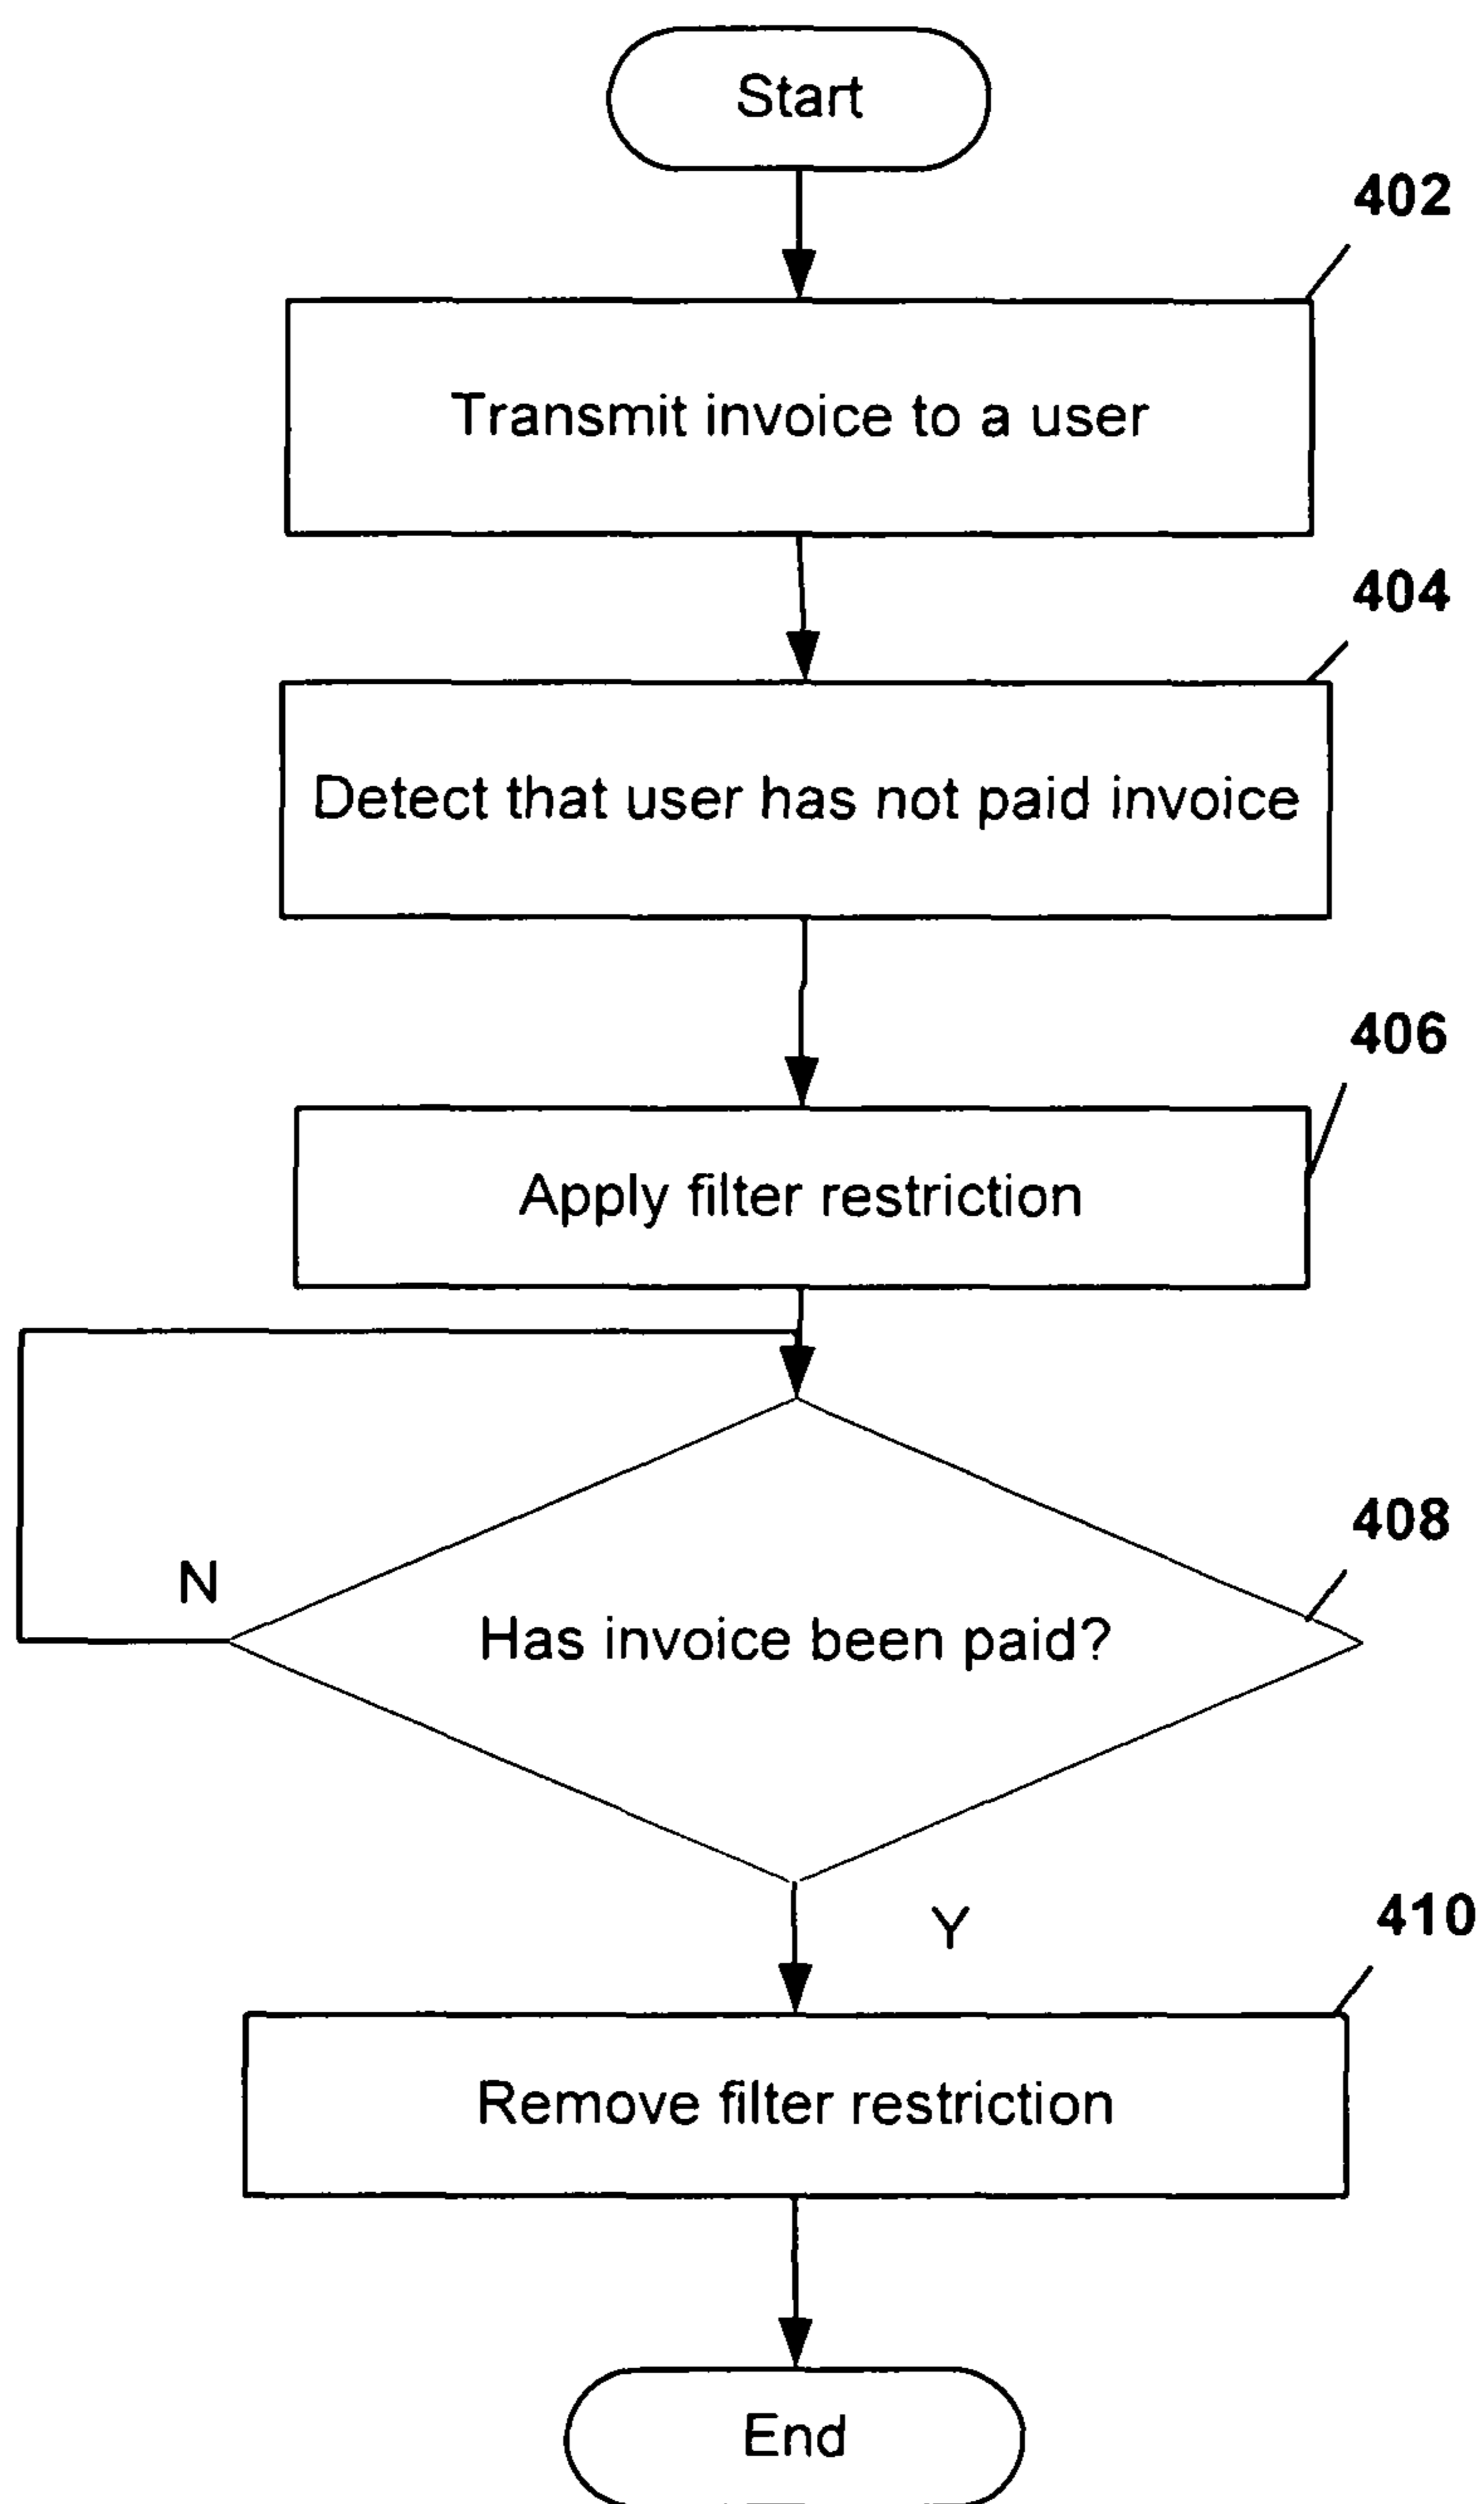 Start
402
Transmit invoice to a user
404
Detect that user has not paid invoice
406
Apply filter restriction
408
N
Has invoice been paid?
Y
410
Remove filter restriction
End